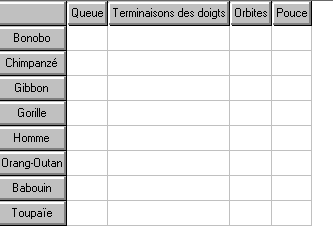 Queue Terminaisons des doigts Orbites Pouce
Bonobo
Chimpanzé
Gibbon
Gorille
Homme
Orang-Outan
Babouin
Toupaïe